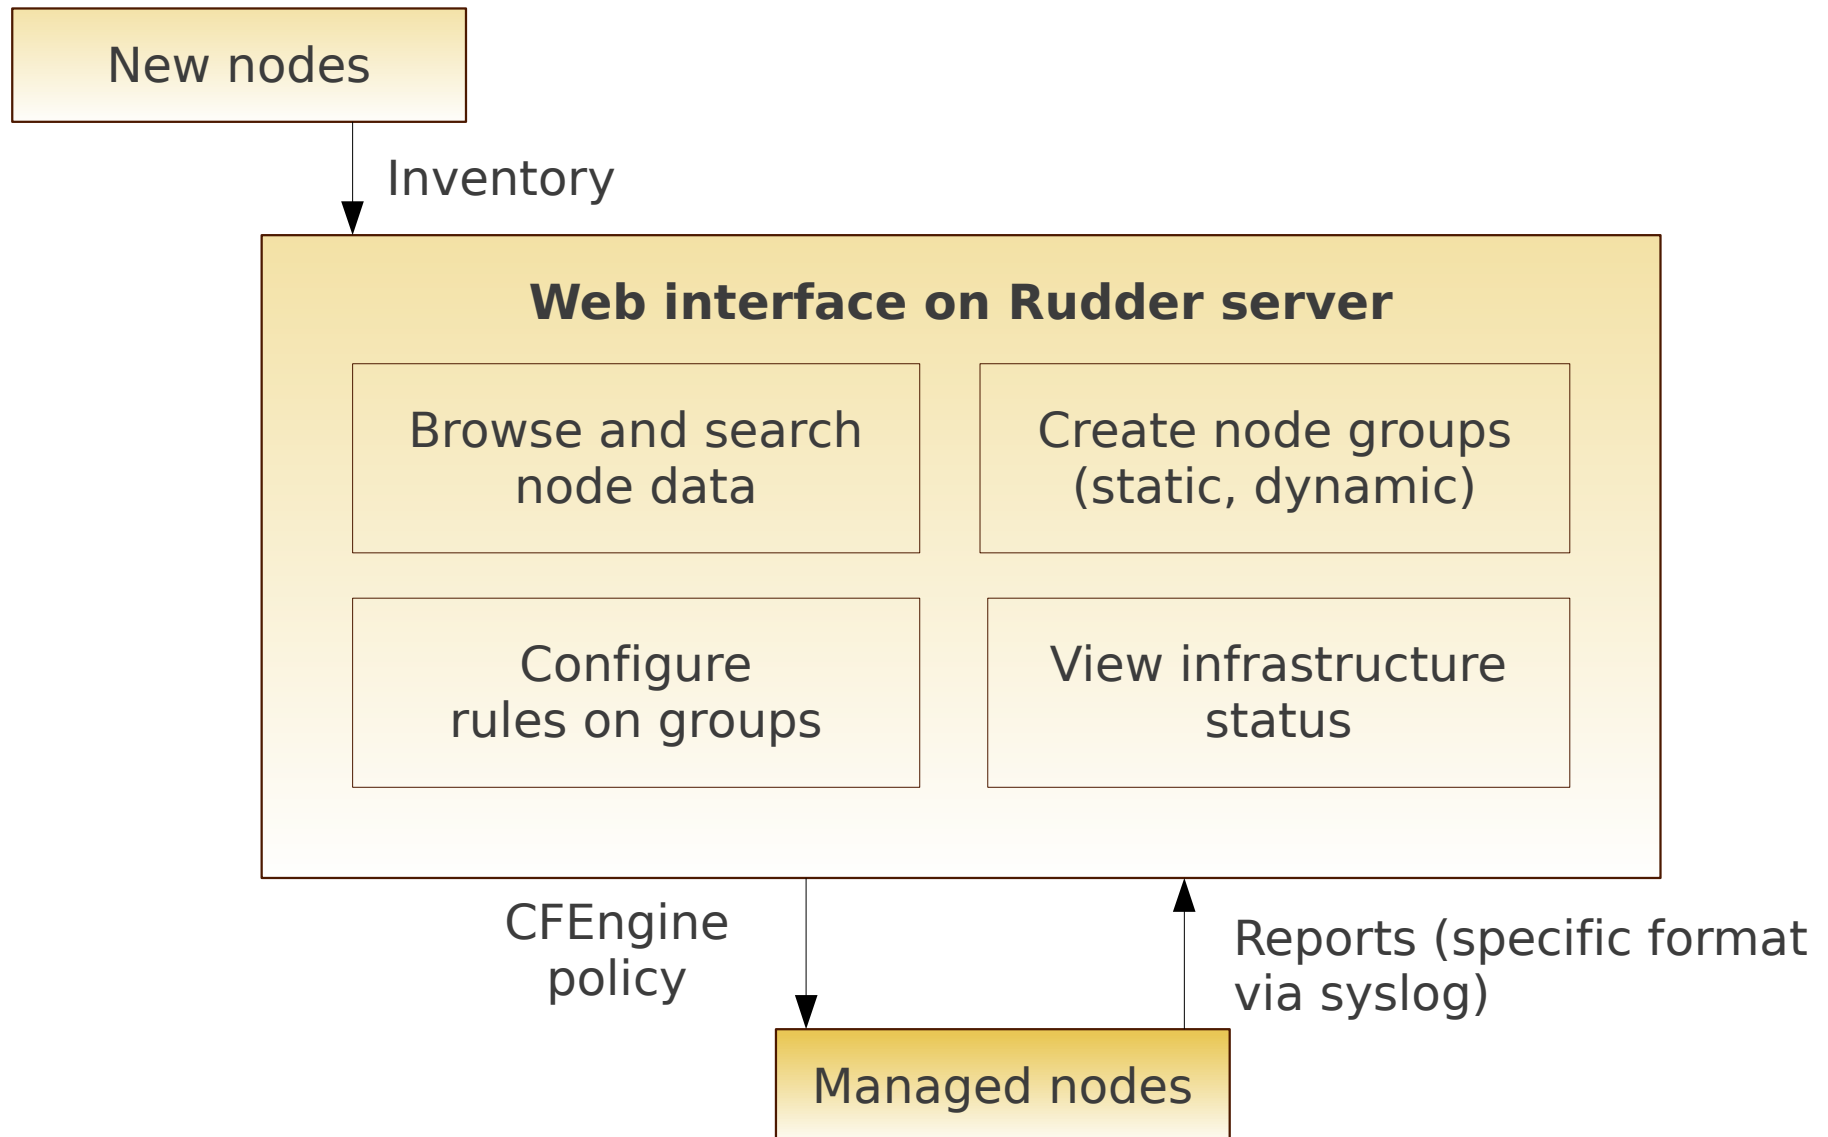 New nodes
Inventory
Web interface on Rudder server
Browse and search
node data
Create node groups
(static, dynamic)
Configure
rules on groups
View infrastructure
status
CFEngine
policy
Reports (specific format
via syslog)
Managed nodes